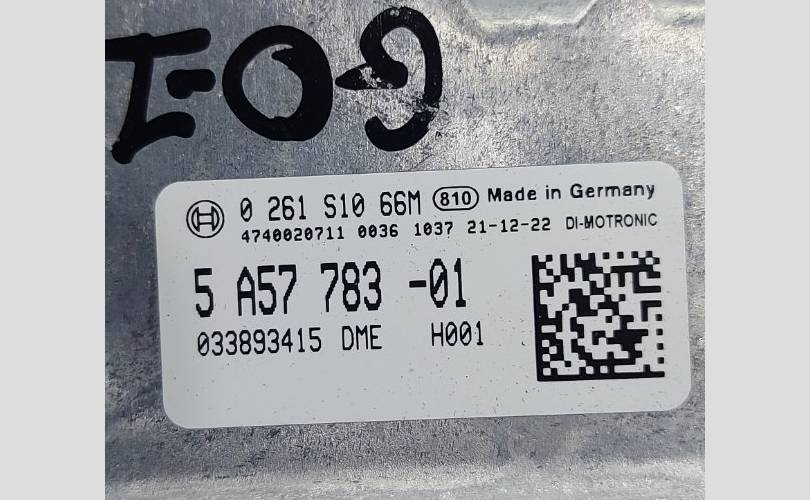 0 261 S10 66M 810 Made in Germany
4740020711 0036 1037 21-12-22 DI-MOTRONIC
5 A57 783 -01
033893415 DME H001